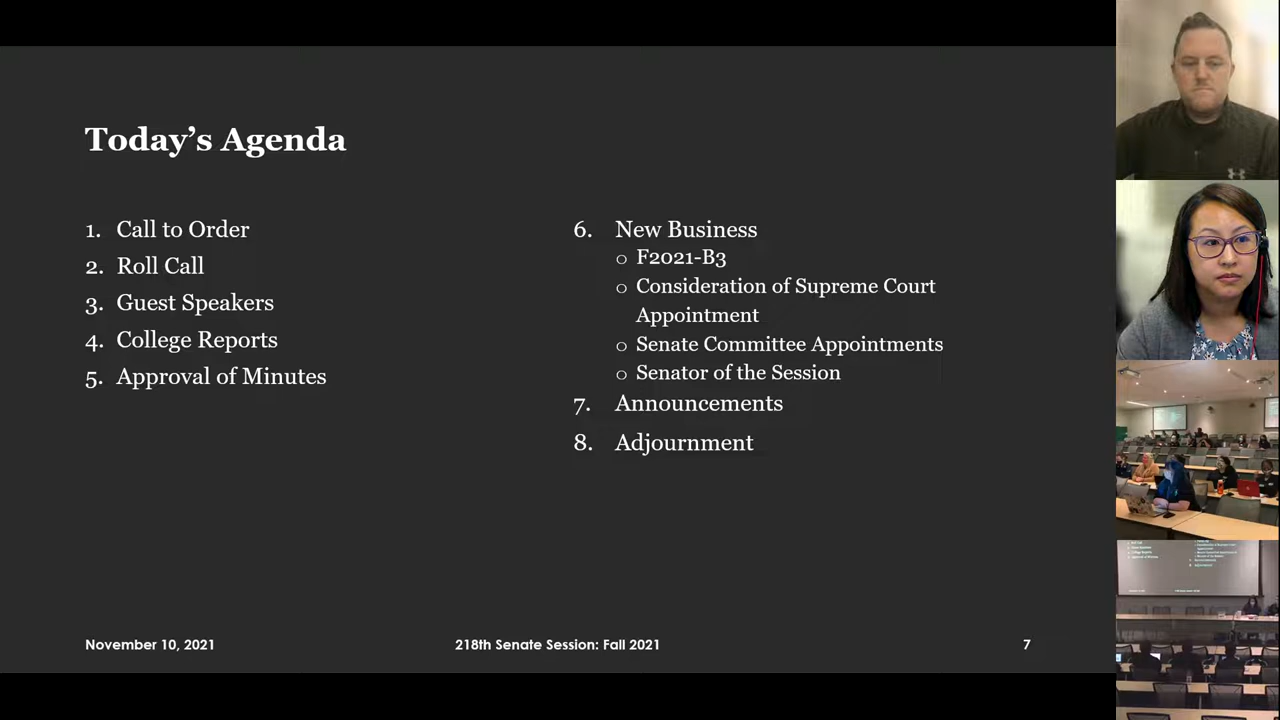 Today's Agenda
1. Call to Order
2. Roll Call
3. Guest Speakers
4. College Reports
5. Approval of Minutes
6. New Business
o F2021-B3
o Consideration of Supreme Court
Appointment
o Senate Committee Appointments
o Senator of the Session
7. Announcements
8. Adjournment
November 10, 2021
218th Senate Session: Fall 2021
7